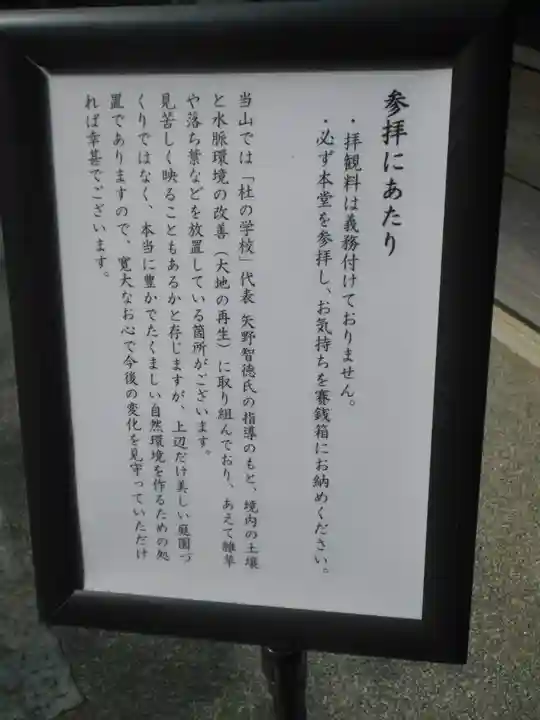 参拝にあたり
・拝観料は義務付けておりません。
・必ず本堂を参拝し、お気持ちを賽銭箱にお納めください。
当山では「杜の学校」代表 矢野智徳氏の指導のもと、境内の土壌
と水脈環境の改善（大地の再生）に取り組んでおり、あえて雑草
や落ち葉などを放置している箇所がございます。
見苦しく映ることもあるかと存じますが、上辺だけ美しい庭園づ
くりではなく、本当に豊かでたくましい自然環境を作るための処
置でありますので、寛大なお心で今後の変化を見守っていただけ
れば幸甚でございます。